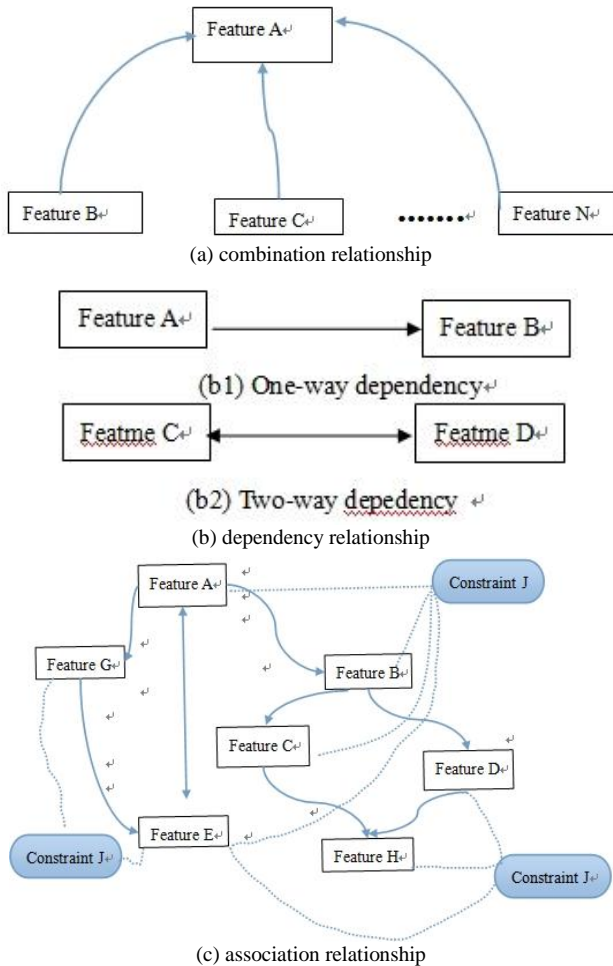 Feature A↵
Feature B↵
Feature C↵
•••••••↵
Feature N↵
(a) combination relationship
Feature A↵
Feature B↵
(b1) One-way dependency↵
Featme C↵
Featme D↵
(b2) Two-way depedency ↵
(b) dependency relationship
Feature A↵
Constraint J↵
Feature G↵
Feature B↵
Feature C↵
Feature D↵
Feature E↵
Constraint J↵
Feature H↵
Constraint J↵
(c) association relationship